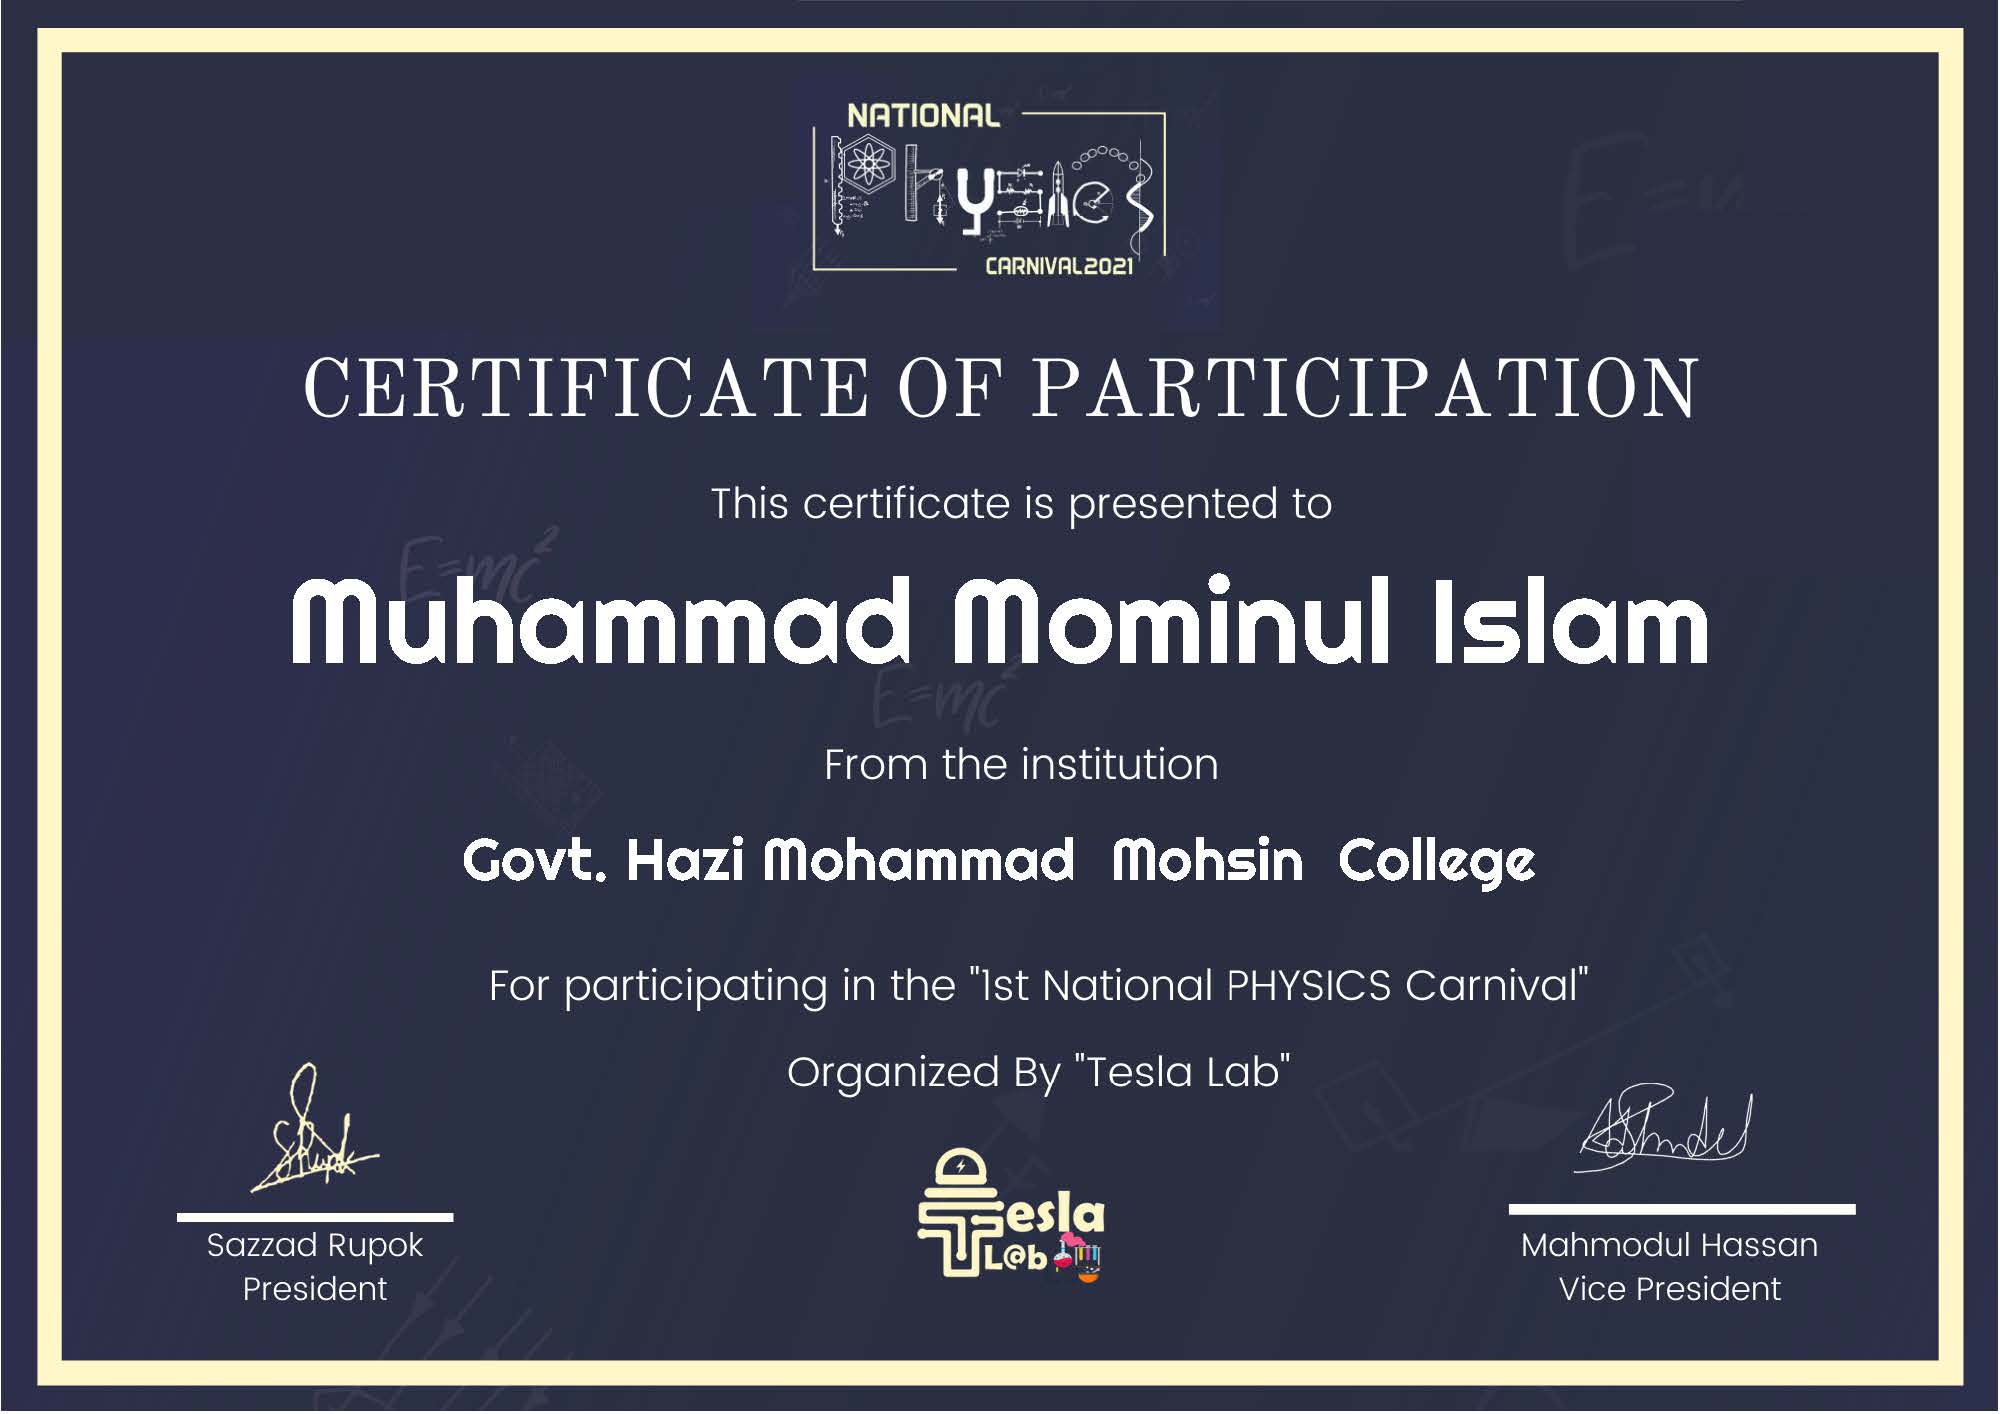 NATIONAL
Physics
CARNIVAL2021
CERTIFICATE OF PARTICIPATION
This certificate is presented to
E=mc²
Muhammad Mominul Islam
E=mc²
From the institution
Govt. Hazi Mohammad Mohsin College
For participating in the "1st National PHYSICS Carnival"
Organized By "Tesla Lab"
Tesla
L@b
Sazzad Rupok
President
Mahmodul Hassan
Vice President